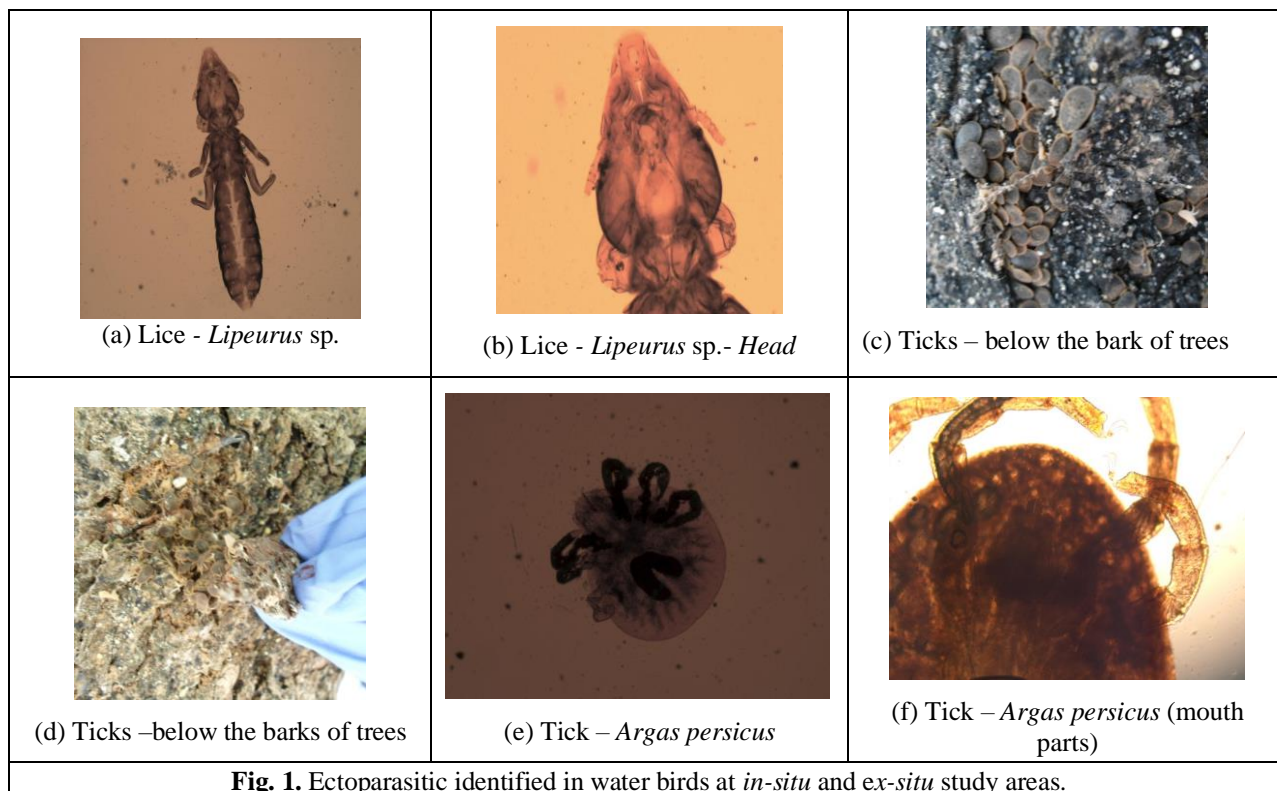 (a) Lice - Lipeurus sp.
(b) Lice - Lipeurus sp.- Head
(c) Ticks – below the bark of trees
(d) Ticks –below the barks of trees
(e) Tick – Argas persicus
(f) Tick – Argas persicus (mouth
parts)
Fig. 1. Ectoparasitic identified in water birds at in-situ and ex-situ study areas.